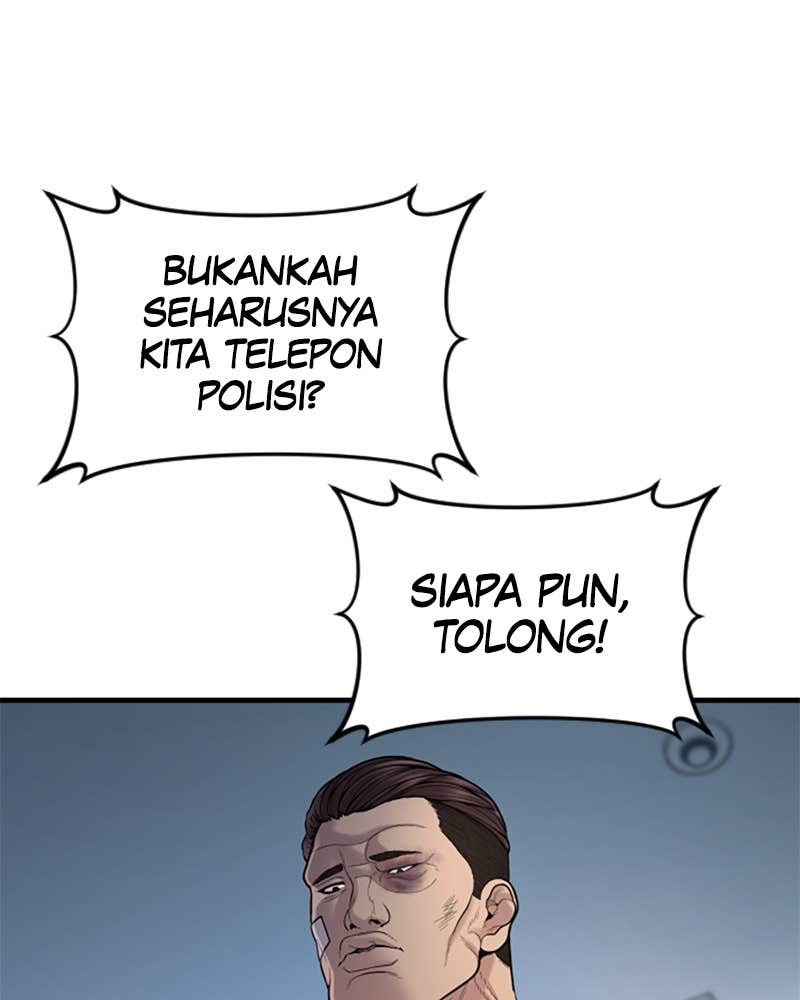 BUKANKAH
SEHARUSNYA
KITA TELEPON
POLISI?
SIAPA PUN,
TOLONG!